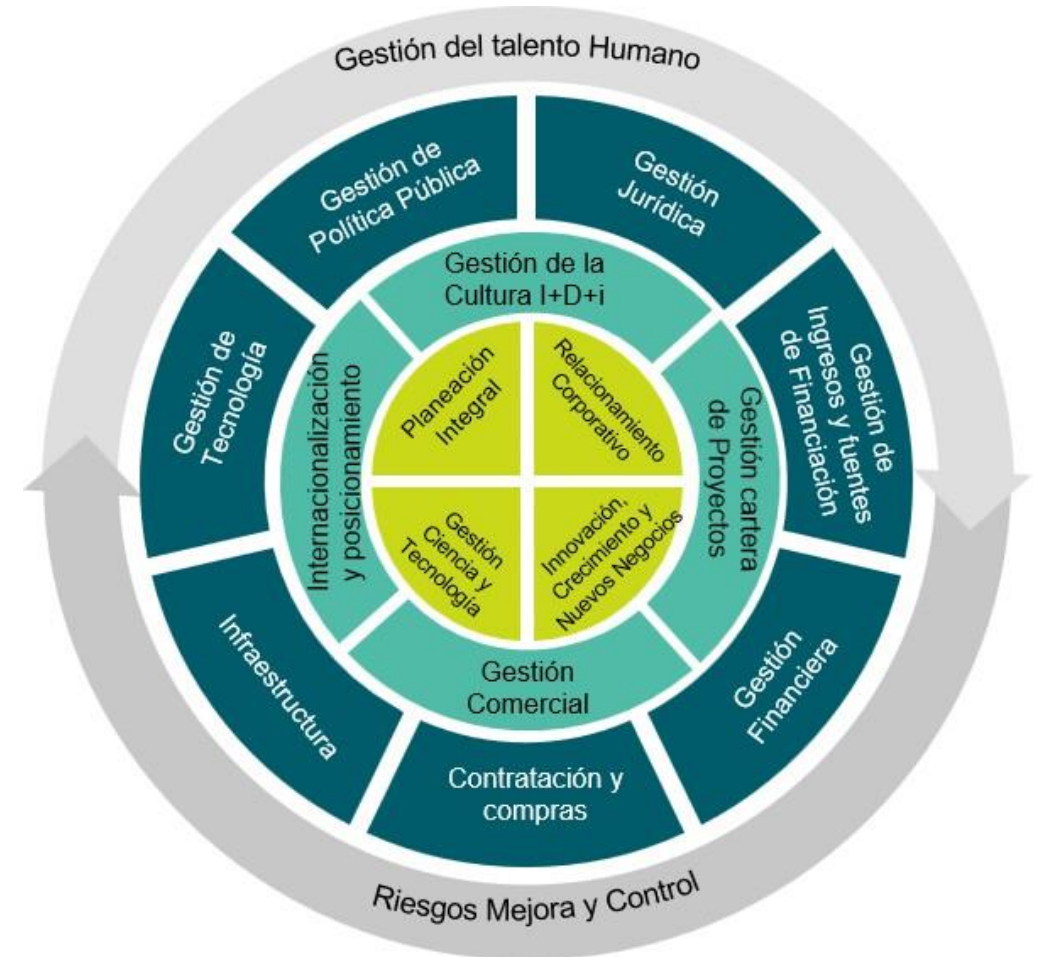 Gestión del talento Humano
Gestión de
Política Pública
Gestión
Jurídica
Gestión de
Ingresos y fuentes
de Financiación
Gestión
Financiera
Contratación y
compras
Infraestructura
Gestión de
Tecnología
Gestión de la
Cultura I+D+i
Gestión cartera
de Proyectos
Gestión
Comercial
Internacionalización
y posicionamiento
Planeación
Integral
Relacionamiento
Corporativo
Innovación,
Crecimiento y
Nuevos Negocios
Gestión
Ciencia y
Tecnología
Riesgos Mejora y Control